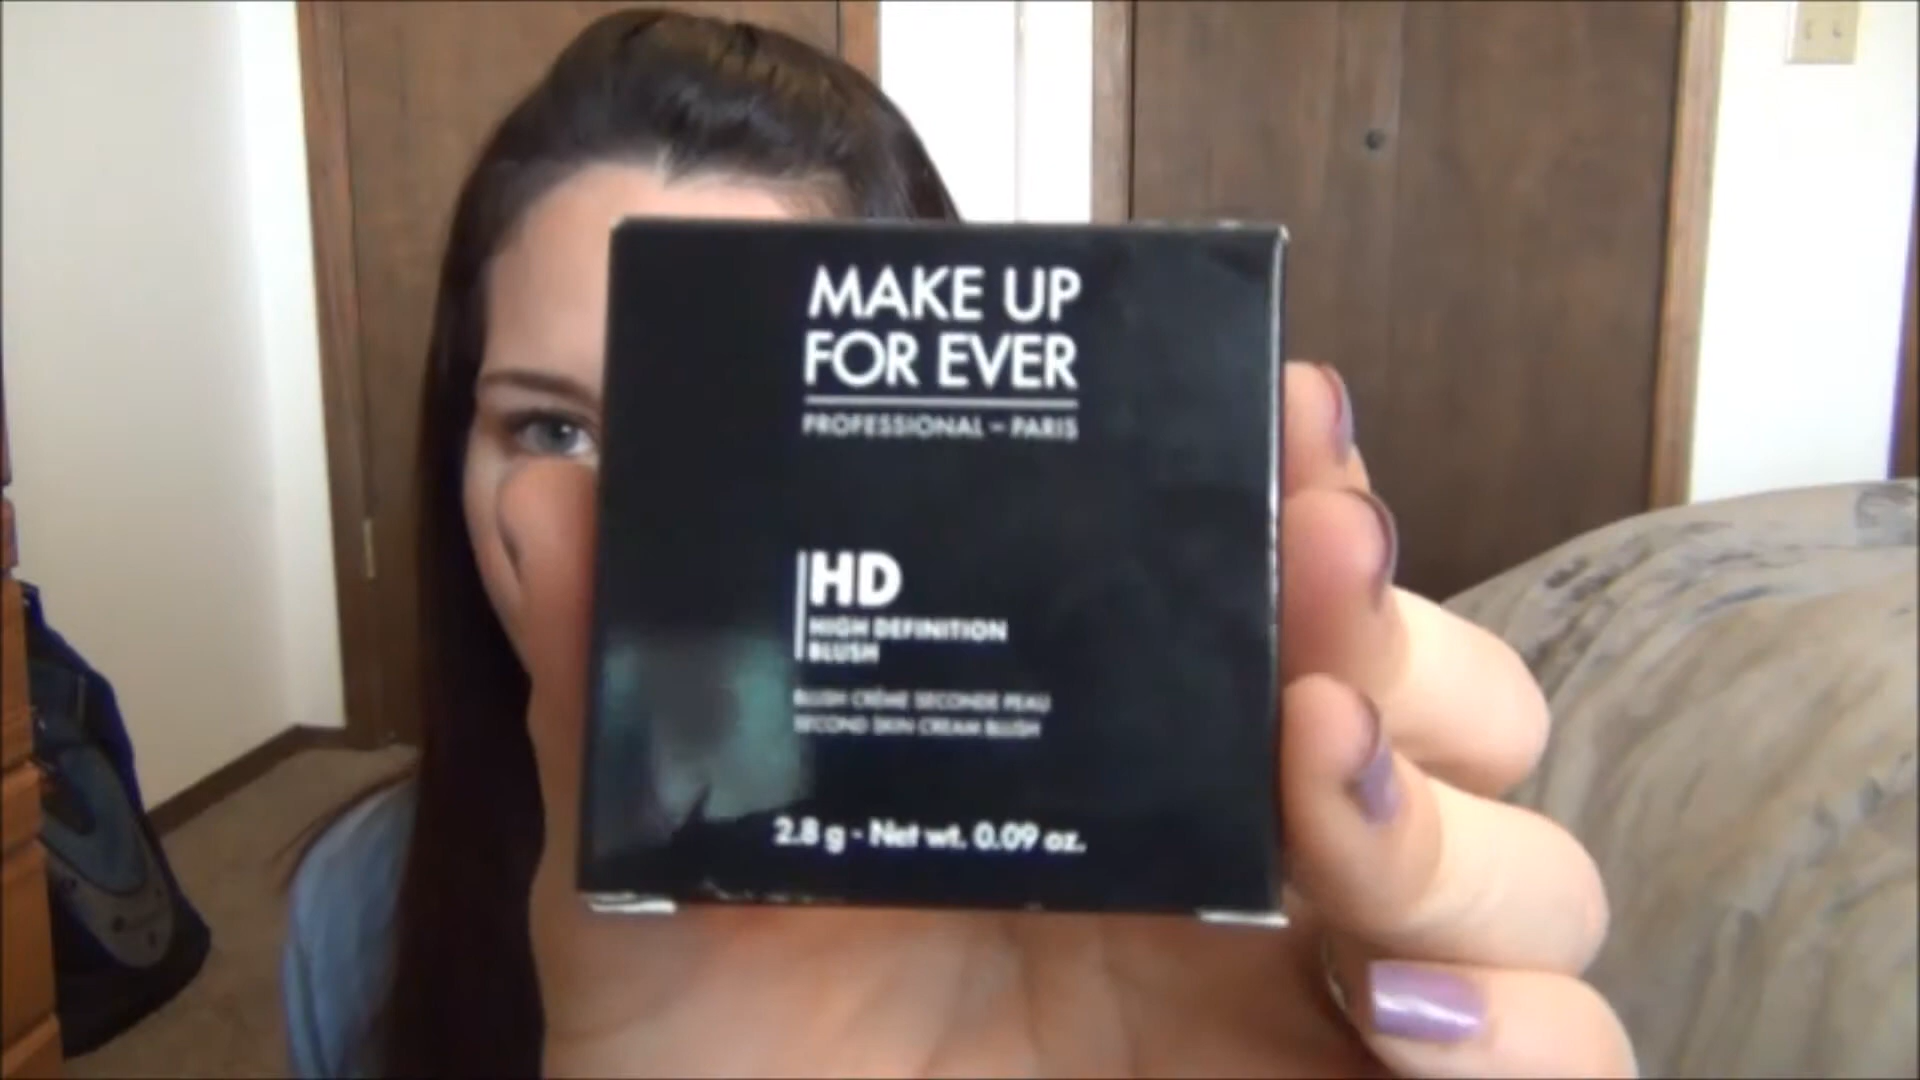 MAKE UP
FOR EVER
PROFESSIONAL – PARIS
HD
HIGH DEFINITION
BLUSH
BLUSH CRÈME SECONDE PEAU
SECOND SKIN CREAM BLUSH
2.8 g - Net wt. 0.09 oz.